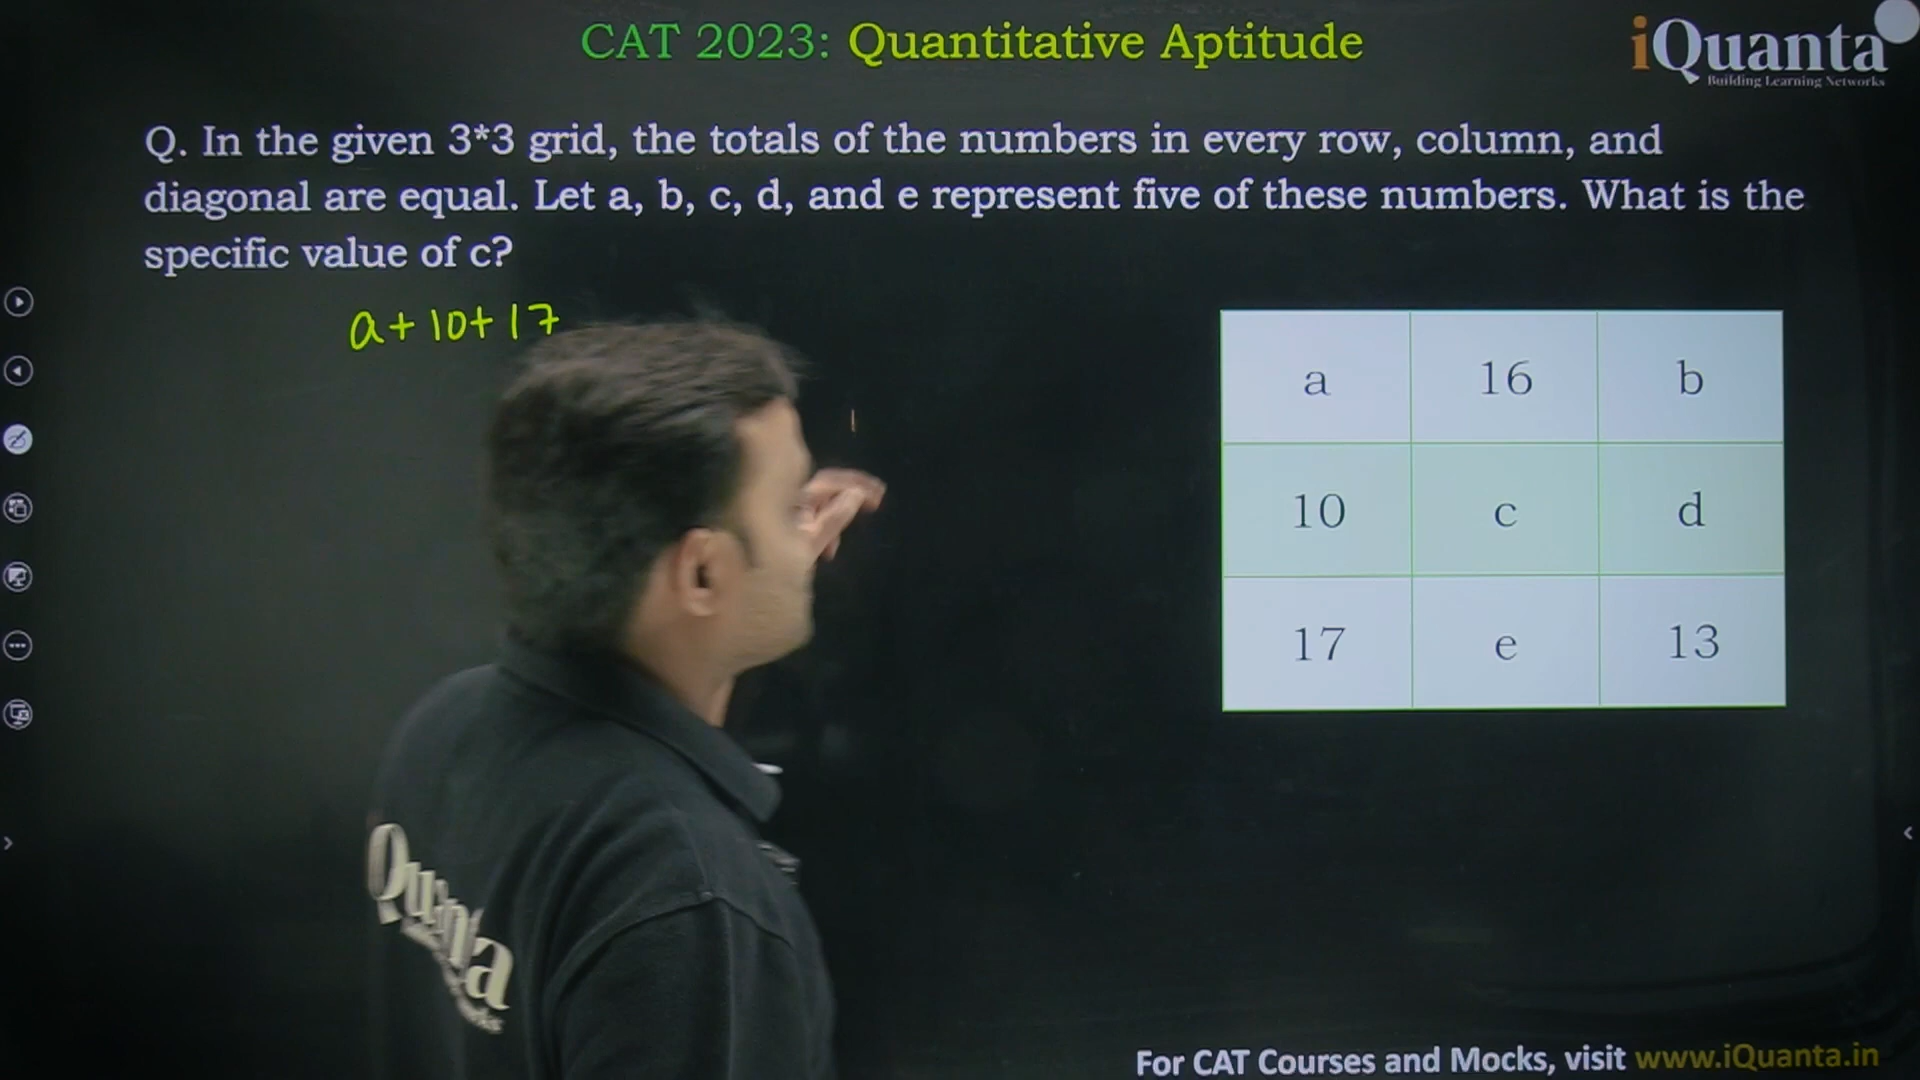 CAT 2023: Quantitative Aptitude
iQuanta
Building Learning Networks
Q. In the given 3*3 grid, the totals of the numbers in every row, column, and
diagonal are equal. Let a, b, c, d, and e represent five of these numbers. What is the
specific value of c?
a+10+17
a 16 b
10 c d
17 e 13
Quanta
For CAT Courses and Mocks, visit www.iQuanta.in